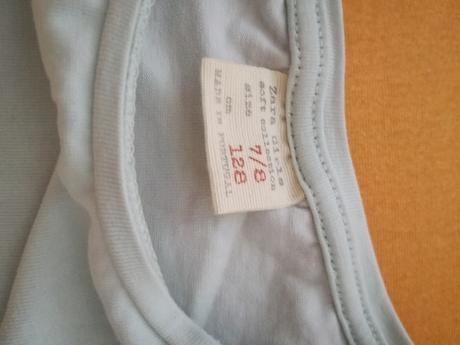 Zara Girls
soft collection
size 7/8
cm 128
MADE IN PORTUGAL